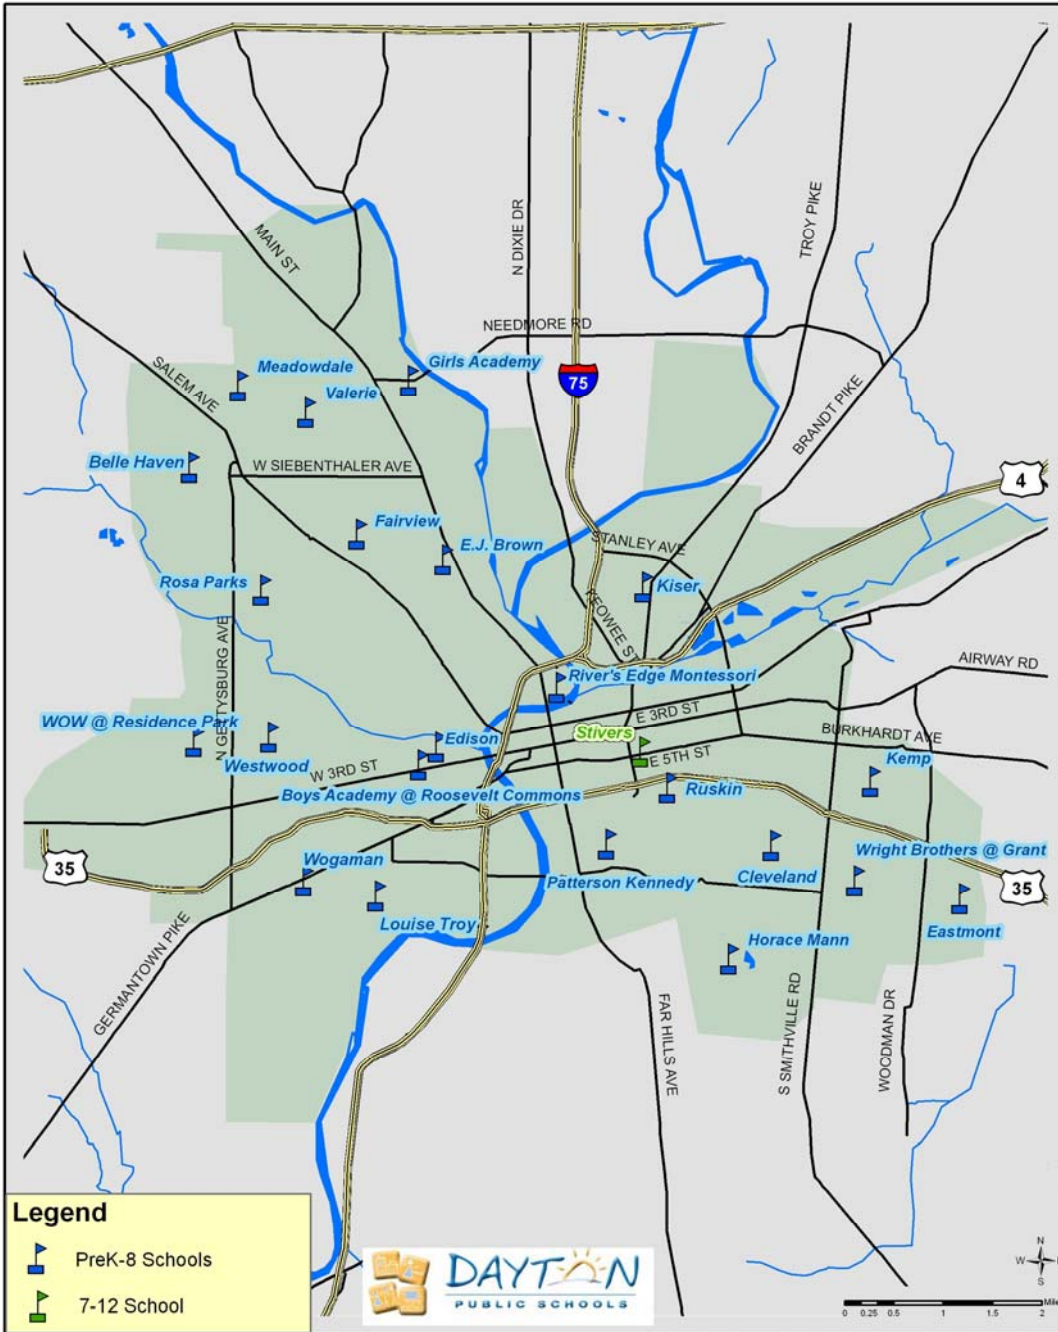 MAIN ST
N DIXIE DR
TROY PIKE
NEEDMORE RD
SALEM AVE
Meadowdale
Girls Academy
Valerie
75
BRANDT PIKE
Belle Haven
W SIEBENTHALER AVE
4
Fairview
E.J. Brown
STANLEY AVE
Rosa Parks
Kiser
KEOWEE ST
N GETTYSBURG AVE
River's Edge Montessori
AIRWAY RD
WOW @ Residence Park
E 3RD ST
Stivers
BURKHARDT AVE
Edison
Westwood
W 3RD ST
E 5TH ST
Kemp
Boys Academy @ Roosevelt Commons
Ruskin
35
Wogaman
Wright Brothers @ Grant
Patterson Kennedy
Cleveland
35
Louise Troy
Eastmont
Horace Mann
GERMANTOWN PIKE
FAR HILLS AVE
S SMITHVILLE RD
WOODMAN DR
Legend
PreK-8 Schools
7-12 School
DAYTON
PUBLIC SCHOOLS
N
W
S
0 0.25 0.5 1 1.5 2